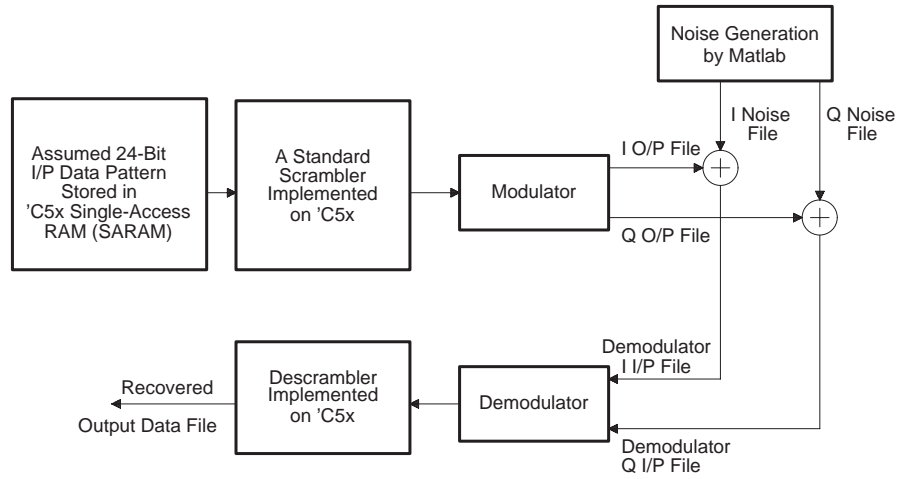 Noise Generation
by Matlab
I Noise
File
Q Noise
File
Assumed 24-Bit
I/P Data Pattern
Stored in
'C5x Single-Access
RAM (SARAM)
A Standard
Scrambler
Implemented
on 'C5x
Modulator
I O/P File
Q O/P File
+
+
Demodulator
I I/P File
Demodulator
Q I/P File
Demodulator
Descrambler
Implemented
on 'C5x
Recovered
Output Data File